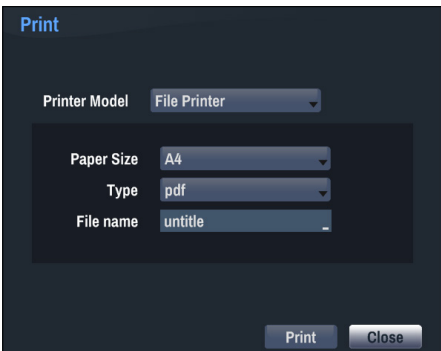 Print
Printer Model File Printer
Paper Size A4
Type pdf
File name untitle
Print Close